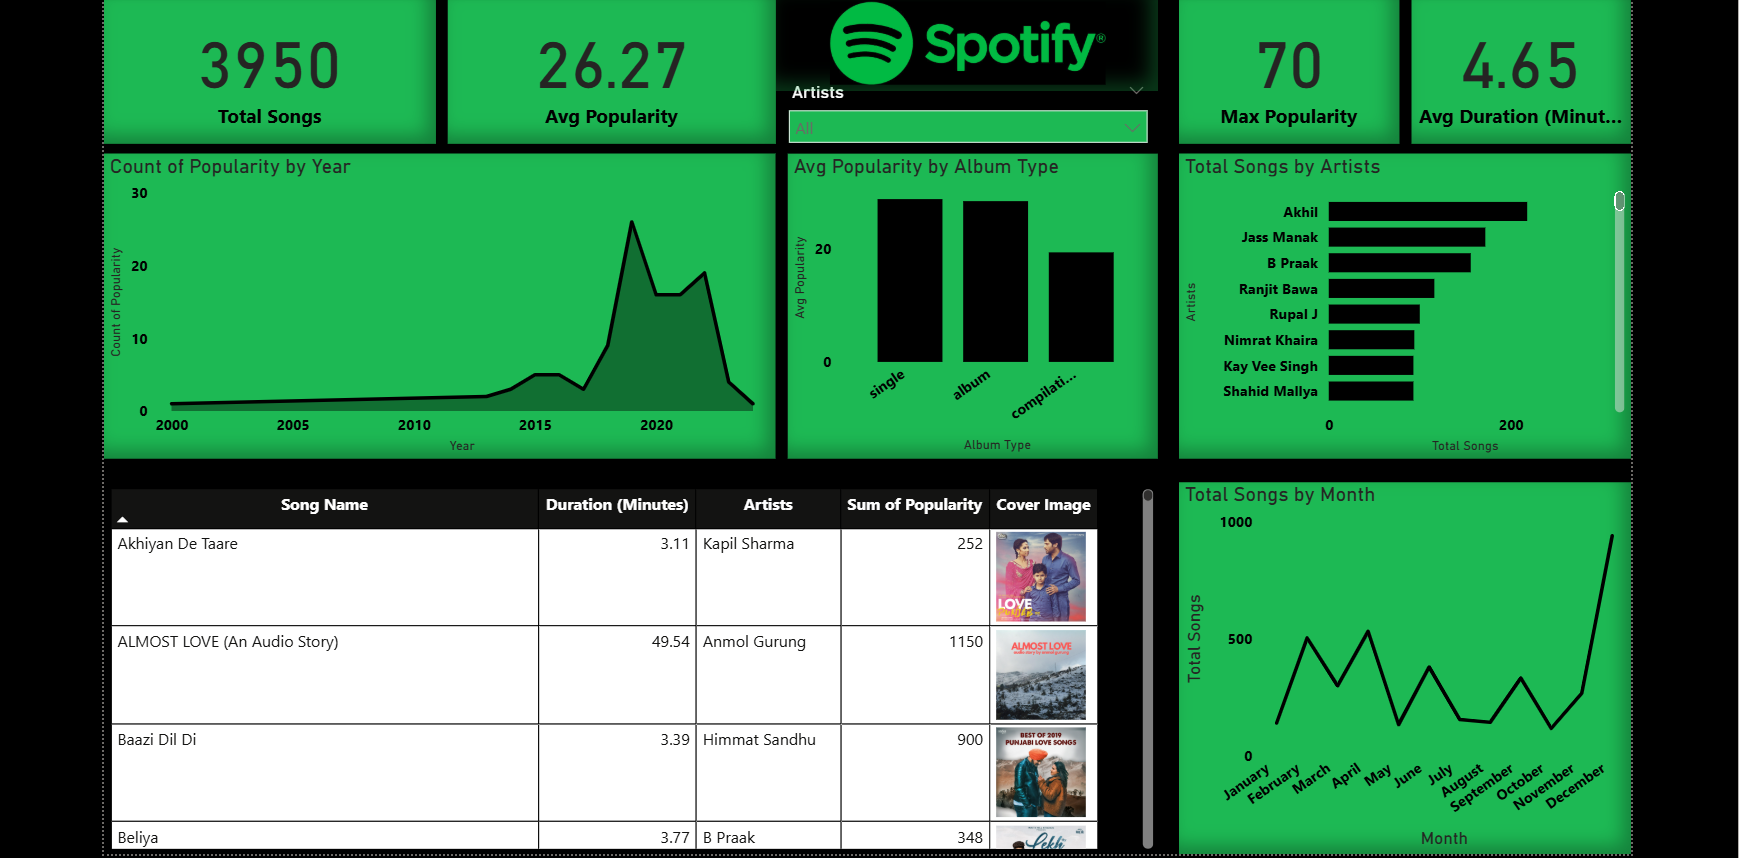 3950
Total Songs
26.27
Avg Popularity
Spotify®
Artists
All
70
Max Popularity
4.65
Avg Duration (Minut...
Count of Popularity by Year
Count of Popularity
30
20
10
0
2000 2005 2010 2015 2020
Year
Avg Popularity by Album Type
Avg Popularity
20
0
single album compilati...
Album Type
Total Songs by Artists
Artists
Akhil
Jass Manak
B Praak
Ranjit Bawa
Rupal J
Nimrat Khaira
Kay Vee Singh
Shahid Mallya
0 200
Total Songs
Song Name Duration (Minutes) Artists Sum of Popularity Cover Image
Akhiyan De Taare 3.11 Kapil Sharma 252
LOVE
ALMOST LOVE (An Audio Story) 49.54 Anmol Gurung 1150
ALMOST LOVE
audio story by anmol gurung
Baazi Dil Di 3.39 Himmat Sandhu 900
BEST OF 2019
PUNJABI LOVE SONGS
Beliya 3.77 B Praak 348
Lekh
Total Songs by Month
Total Songs
1000
500
0
January February March April May June July August September October November December
Month